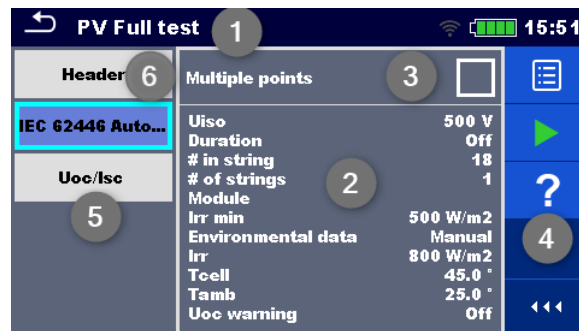 PV Full test
15:51
1
Header
6
Multiple points
3
IEC 62446 Auto...
Uoc/Isc
5
Uiso 500 V
Duration Off
# in string 18
# of strings 1
2
Module
Irr min 500 W/m2
Environmental data Manual
Irr 800 W/m2
Tcell 45.0 °
Tamb 25.0 °
Uoc warning Off
?
4